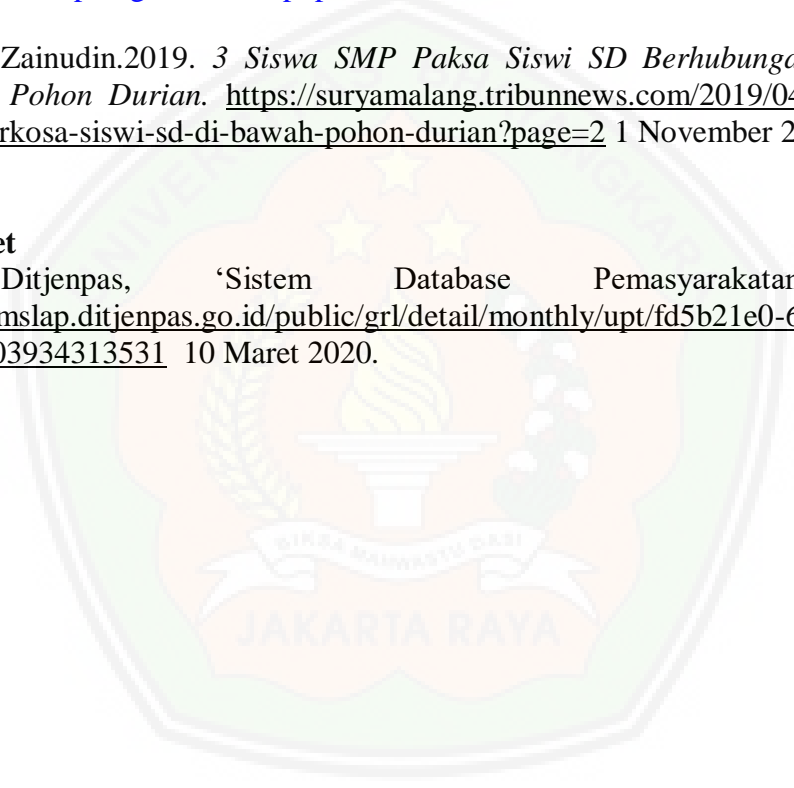 Zainudin.2019. 3 Siswa SMP Paksa Siswi SD
Pohon Durian. https://suryamalang.tribunnews.com/2019/04
rkosa-siswi-sd-di-bawah-pohon-durian?page=2 1 November
et
Ditjenpas, ‘Sistem Database Pemasyarakatan
mslap.ditjenpas.go.id/public/grl/detail/monthly/upt/fd5b21e0-6
03934313531 10 Maret 2020.
JAKARTA RAYA